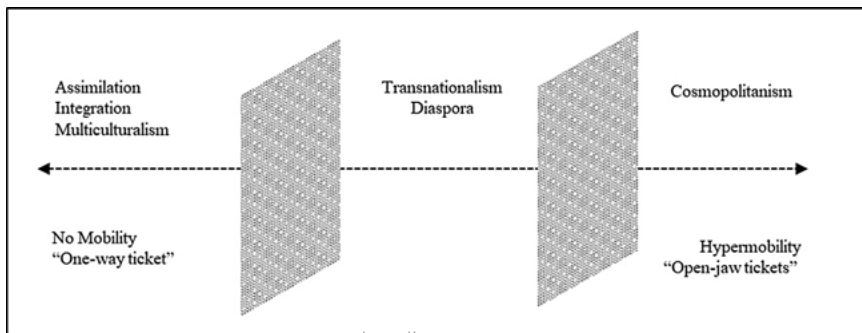 Assimilation
Integration
Multiculturalism
Transnationalism
Diaspora
Cosmopolitanism
No Mobility
“One-way ticket”
Hypermobility
“Open-jaw tickets”